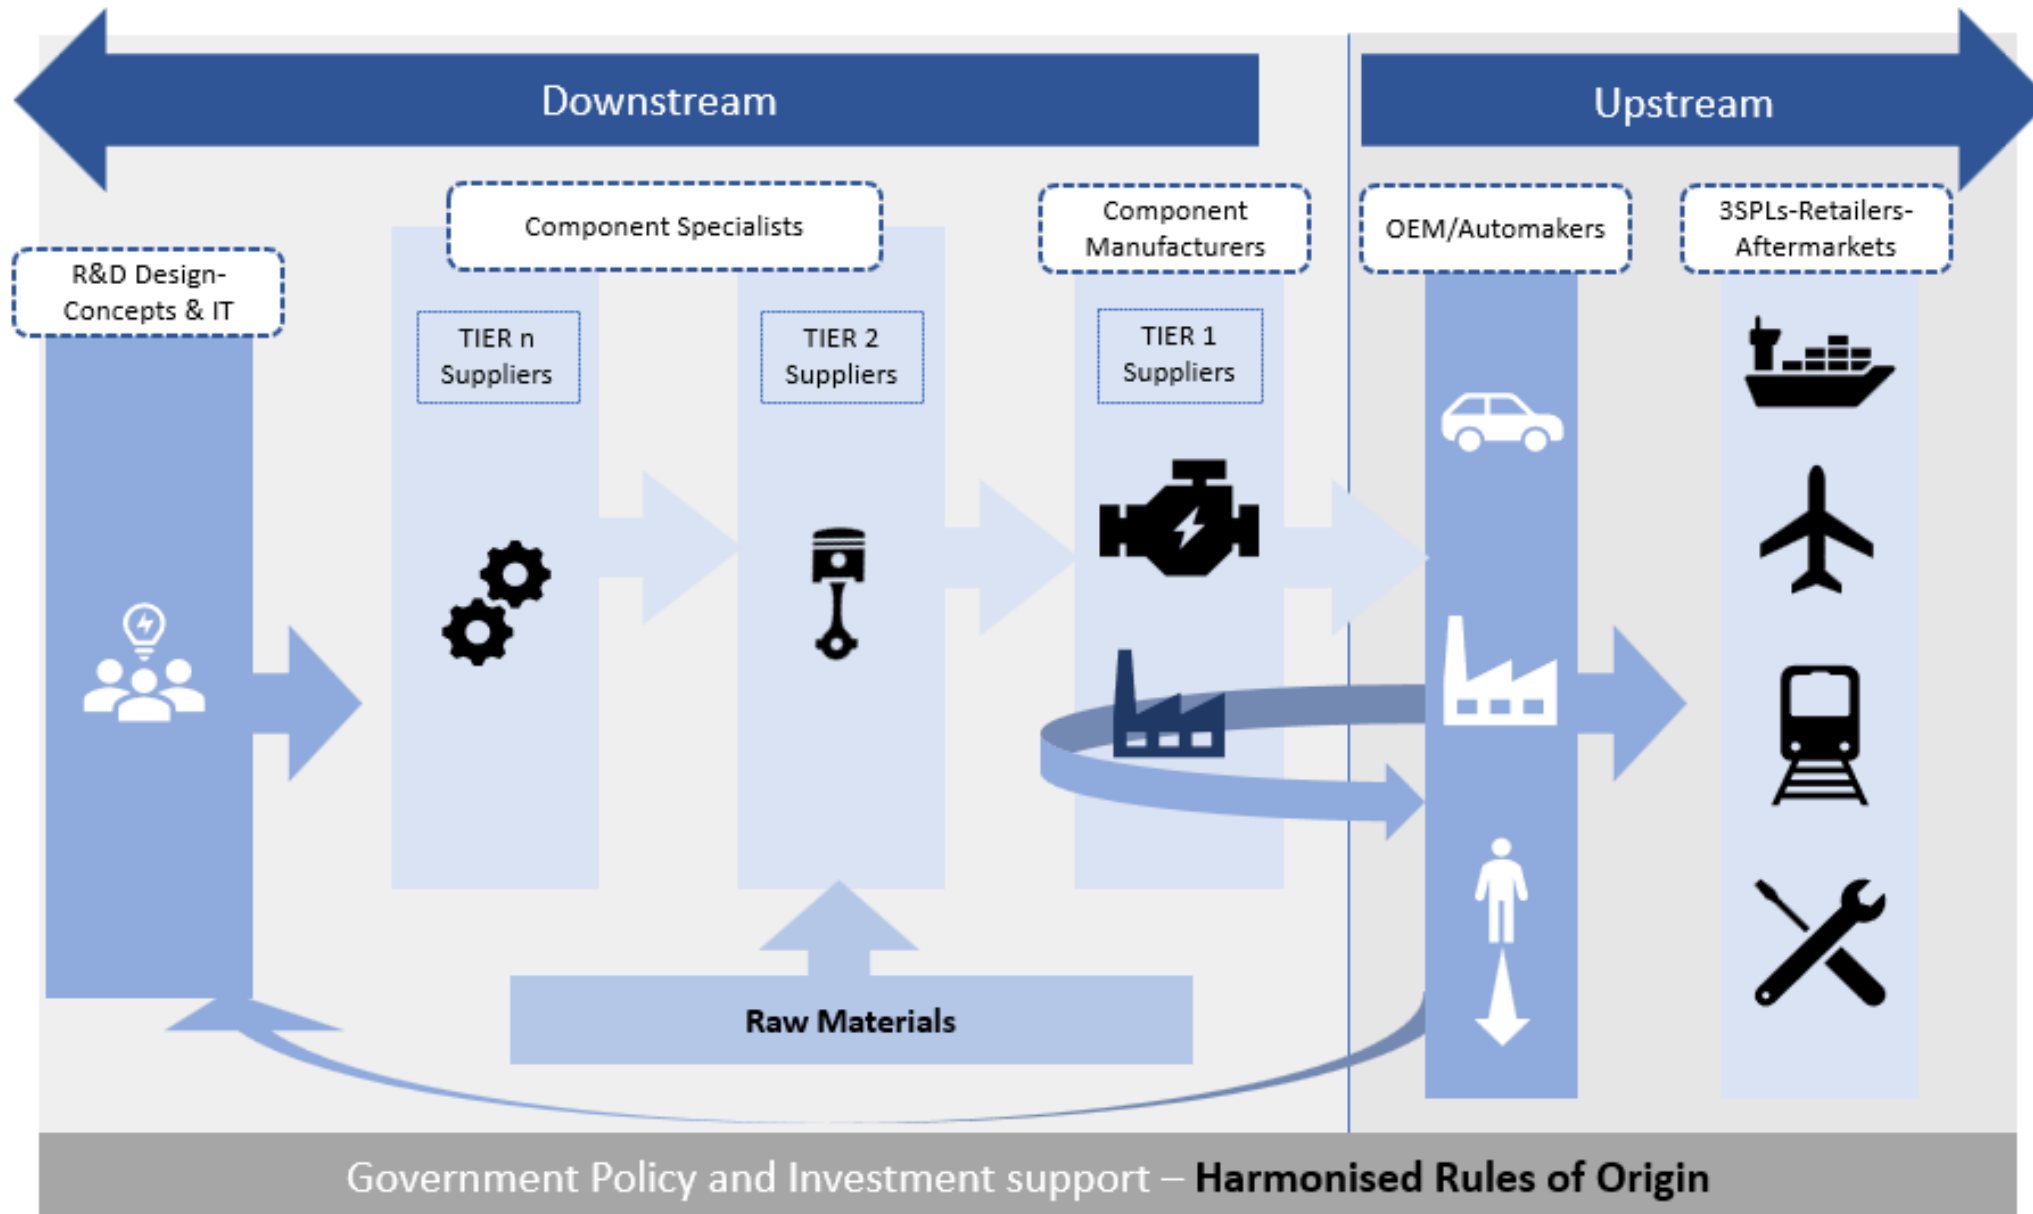 Downstream
Upstream
R&D Design-
Concepts & IT
Component Specialists
Component
Manufacturers
OEM/Automakers
3SPLs-Retailers-
Aftermarkets
TIER n
Suppliers
TIER 2
Suppliers
TIER 1
Suppliers
Raw Materials
Government Policy and Investment support – Harmonised Rules of Origin